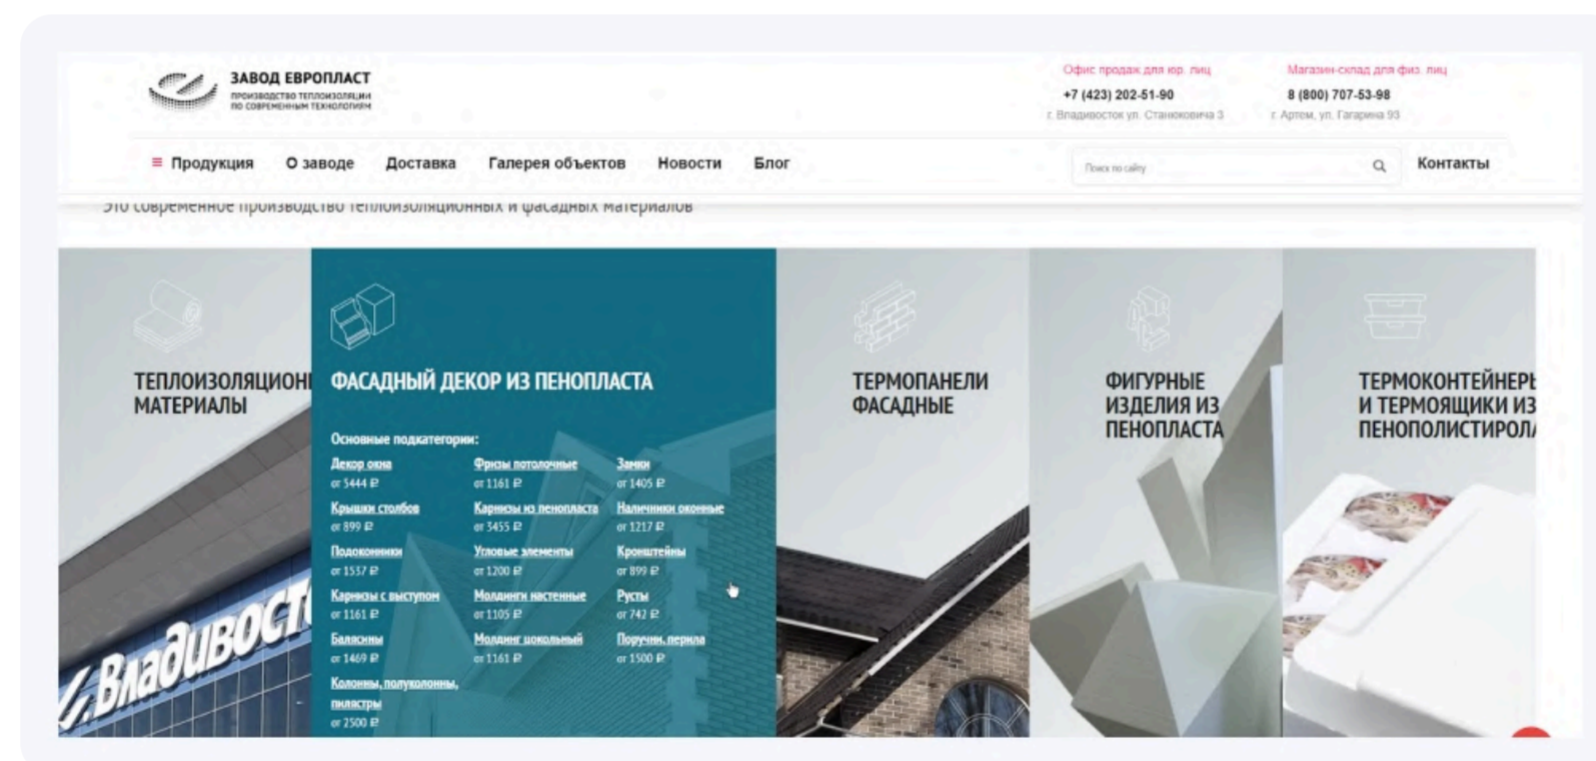 ЗАВОД ЕВРОПЛАСТ
ПРОИЗВОДСТВО ТЕПЛОИЗОЛЯЦИИ
ПО СОВРЕМЕННЫМ ТЕХНОЛОГИЯМ
Офис продаж для юр. лиц
+7 (423) 202-51-90
г. Владивосток ул. Станюковича 3
Магазин-склад для физ. лиц
8 (800) 707-53-98
г. Артем, ул. Гагарина 93
Продукция О заводе Доставка Галерея объектов Новости Блог
Поиск по сайту
Контакты
Это современное производство теплоизоляционных и фасадных материалов
ТЕПЛОИЗОЛЯЦИОН
МАТЕРИАЛЫ
Владивосто
ФАСАДНЫЙ ДЕКОР ИЗ ПЕНОПЛАСТА
Основные подкатегории:
Декор окна
от 5444 ₽
Крышки столбов
от 899 ₽
Подоконники
от 1537 ₽
Карнизы с выступом
от 1161 ₽
Балясины
от 1469 ₽
Колонны, полуколонны,
пилястры
от 2500 ₽
Фризы потолочные
от 1161 ₽
Карнизы из пенопласта
от 3455 ₽
Угловые элементы
от 1200 ₽
Молдинги настенные
от 1105 ₽
Молдинг цокольный
от 1161 ₽
Замки
от 1405 ₽
Наличники оконные
от 1217 ₽
Кронштейны
от 899 ₽
Русты
от 742 ₽
Поручни, перила
от 1500 ₽
ТЕРМОПАНЕЛИ
ФАСАДНЫЕ
ФИГУРНЫЕ
ИЗДЕЛИЯ ИЗ
ПЕНОПЛАСТА
ТЕРМОКОНТЕЙНЕРЫ
И ТЕРМОЯЩИКИ ИЗ
ПЕНОПОЛИСТИРОЛА